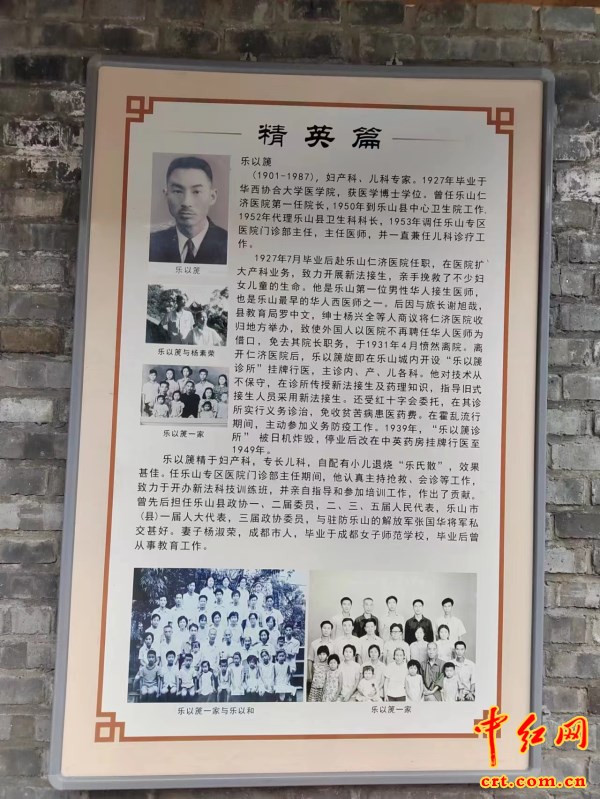 精英篇
乐以篪
(1901-1987)，妇产科、儿科专家。1927年毕业于
华西协合大学医学院，获医学博士学位。曾任乐山仁
济医院第一任院长，1950年到乐山县中心卫生院工作，
1952年代理乐山县卫生科科长，1953年调任乐山专区
医院门诊部主任，主任医师，并一直兼任儿科诊疗工
作。
1927年7月毕业后赴乐山仁济医院任职，在医院扩
大产科业务，致力开展新法接生，亲手挽救了不少妇
女儿童的生命。他是乐山第一位男性华人接生医师，
也是乐山最早的华人西医师之一。后因与旅长谢旭哉，
县教育局罗中文，绅士杨兴全等人商议将仁济医院收
归地方举办，致使外国人以医院不再聘任华人医师为
借口，免去其院长职务，于1931年4月愤然离院。离
开仁济医院后，乐以篪旋即在乐山城内开设“乐以篪
诊所”挂牌行医，主诊内、产、儿各科。他对技术从
不保守，在诊所传授新法接生及药理知识，指导旧式
接生人员采用新法接生。还受红十字会委托，在其诊
所实行义务诊治，免收贫苦病患医药费。在霍乱流行
期间，主动参加义务防疫工作。1939年，“乐以篪诊
所” 被日机炸毁，停业后改在中英药房挂牌行医至
1949年。
乐以篪精于妇产科，专长儿科，自配有小儿退烧“乐氏散”，效果
甚佳。任乐山专区医院门诊部主任期间，他认真主持抢救、会诊等工作，
致力于开办新法科技训练班，并亲自指导和参加培训工作，作出了贡献。
曾先后担任乐山县政协一、二届委员，二、三、五届人民代表，乐山市
(县)一届人大代表，三届政协委员，与驻防乐山的解放军张国华将军私
交甚好。妻子杨淑荣，成都市人，毕业于成都女子师范学校，毕业后曾
从事教育工作。
乐以篪
乐以篪与杨素荣
乐以篪一家
乐以篪一家与乐以和
乐以篪一家
中红网
crt.com.cn